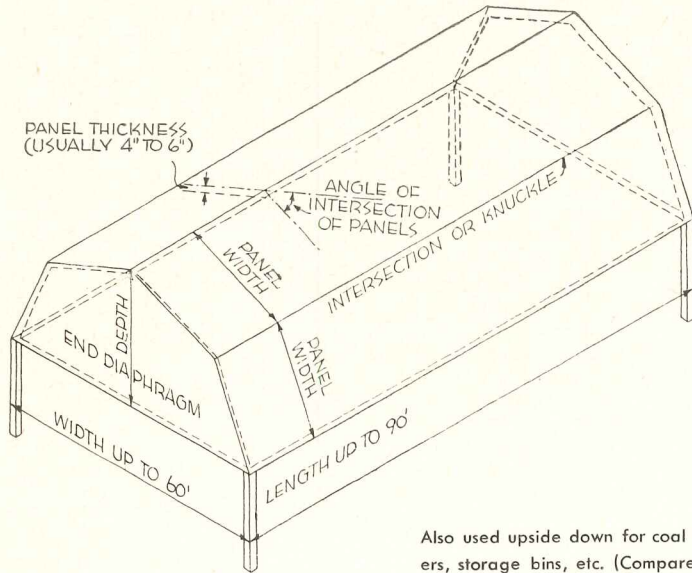 PANEL THICKNESS
(USUALLY 4" TO 6")
ANGLE OF
INTERSECTION
OF PANELS
PANEL
WIDTH
INTERSECTION OR KNUCKLE
PANEL
WIDTH
DEPTH
END DIAPHRAGM
WIDTH UP TO 60'
LENGTH UP TO 90'
Also used upside down for coal
ers, storage bins, etc. (Compare